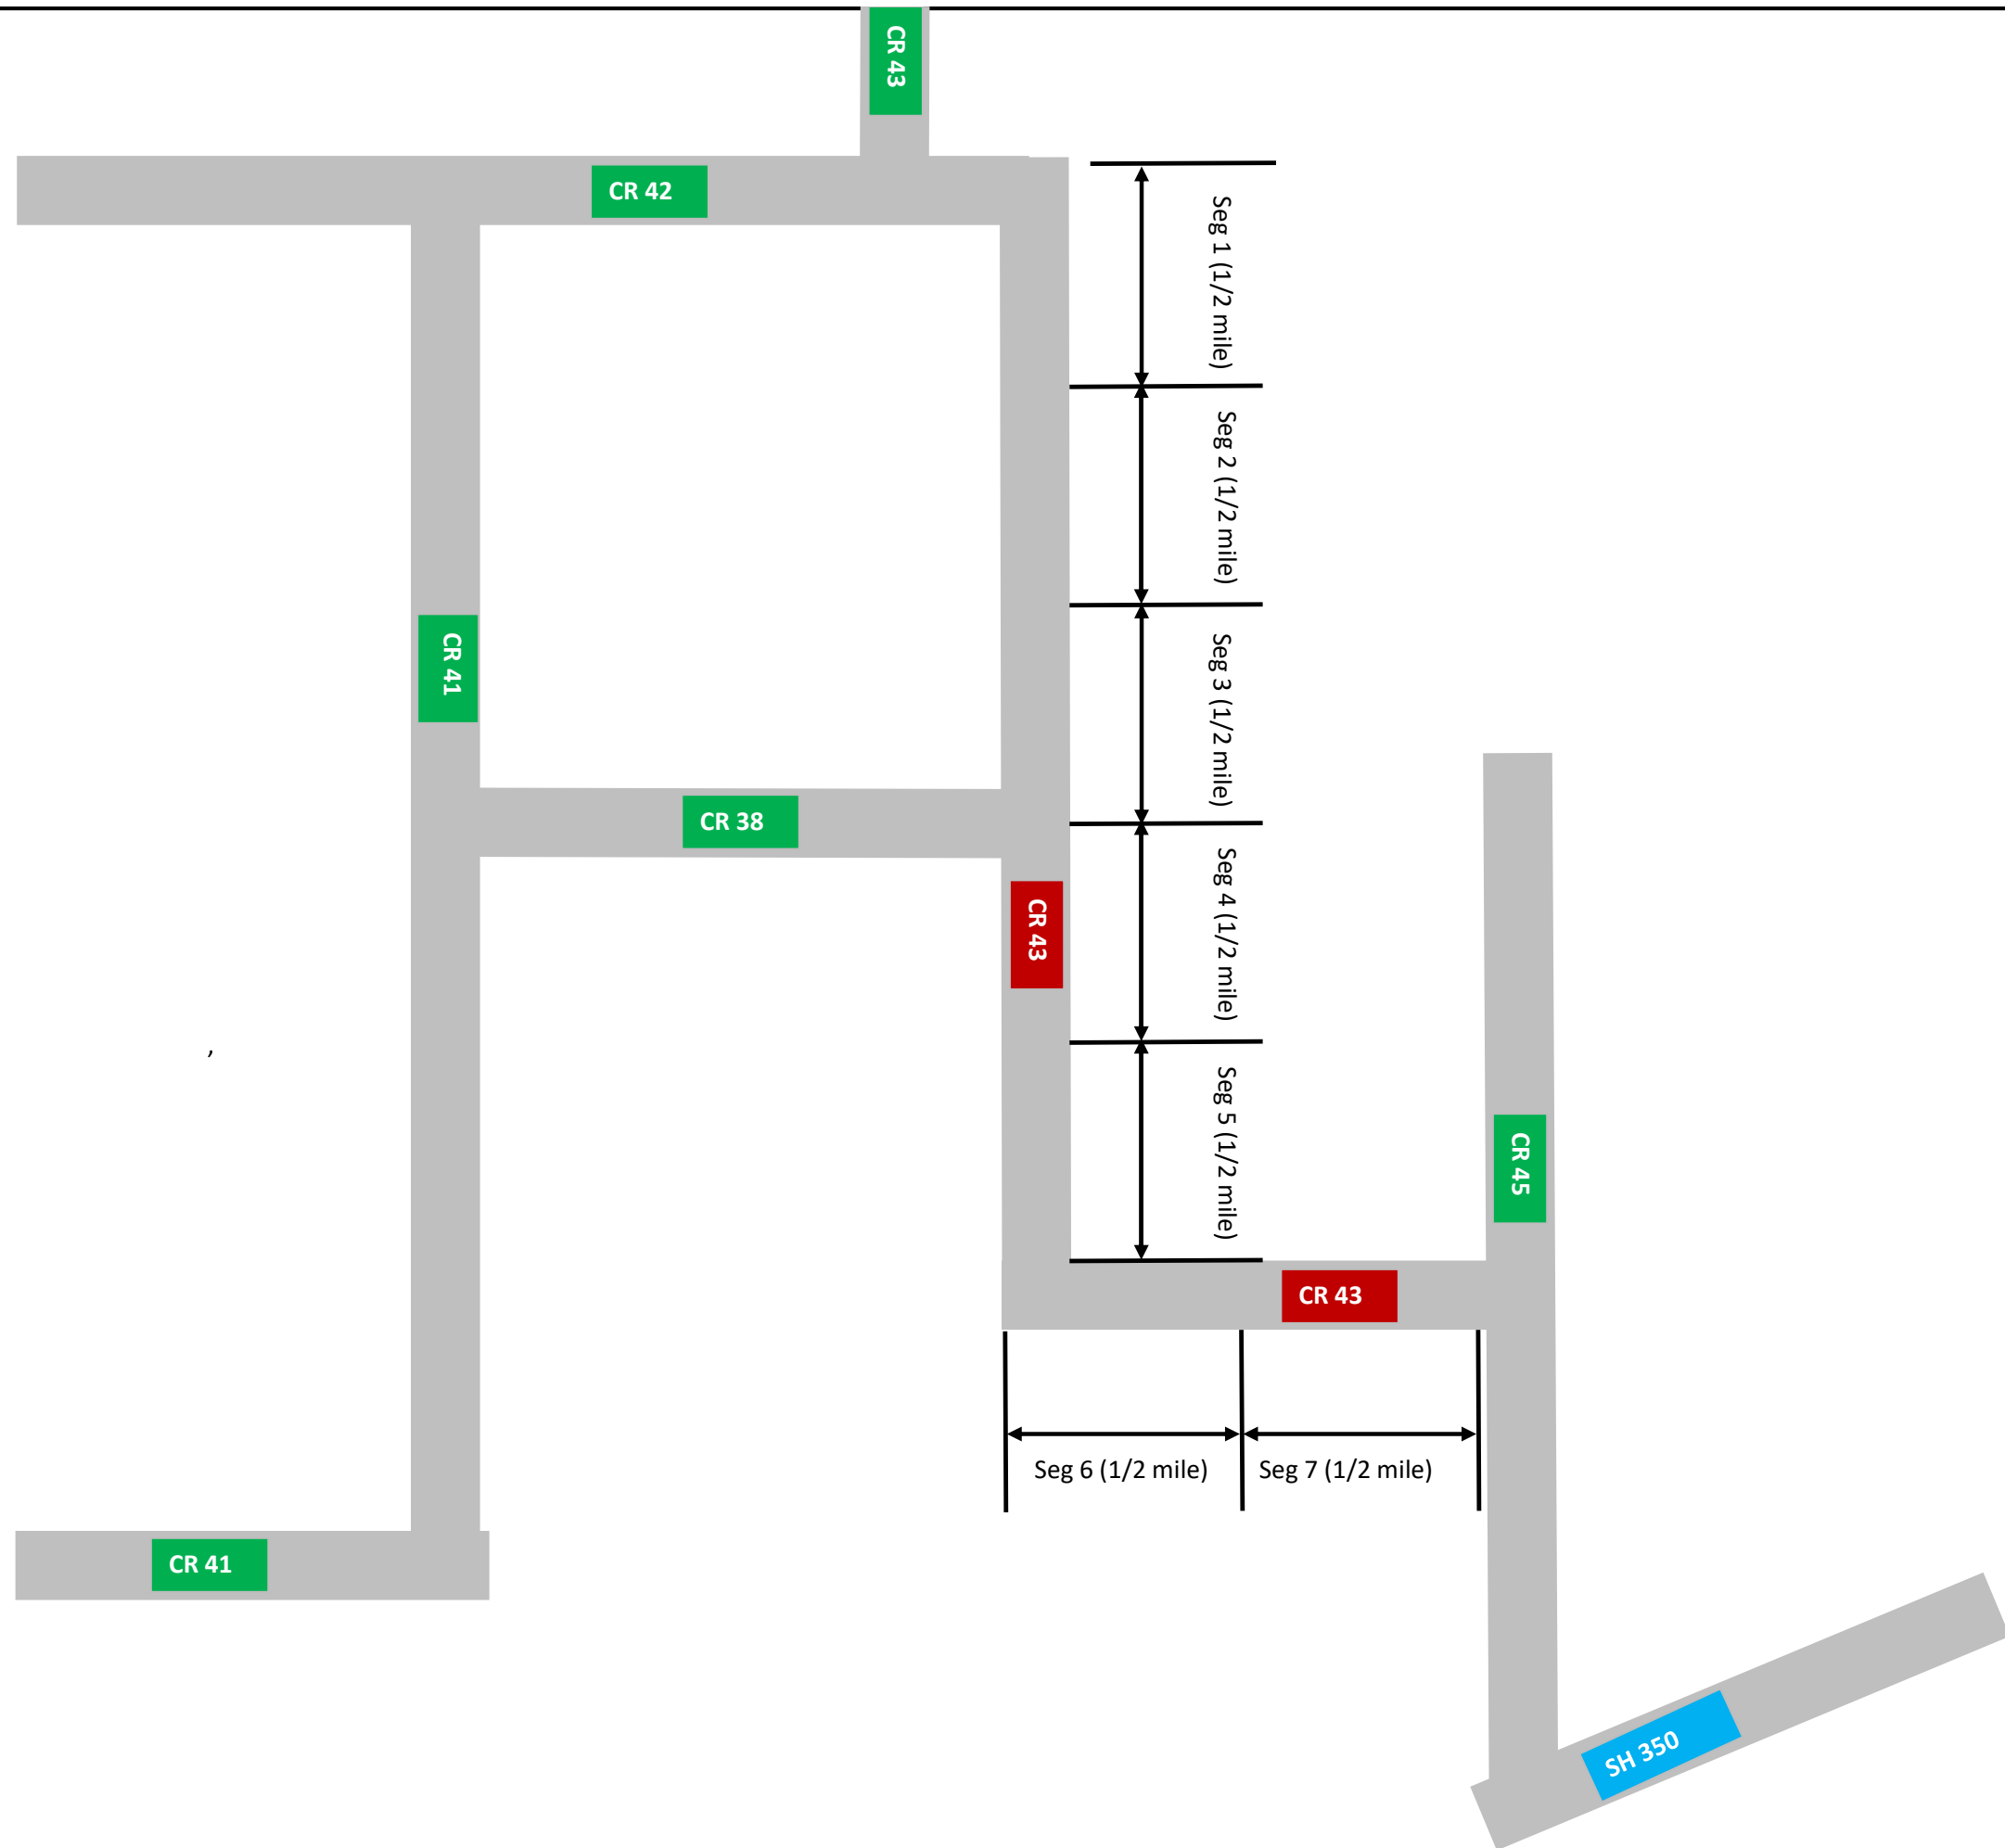 CR 43
CR 42
Seg 1 (1/2 mile)
Seg 2 (1/2 mile)
CR 41
Seg 3 (1/2 mile)
CR 38
CR 43
Seg 4 (1/2 mile)
,
Seg 5 (1/2 mile)
CR 45
CR 43
Seg 6 (1/2 mile)
Seg 7 (1/2 mile)
CR 41
SH 350